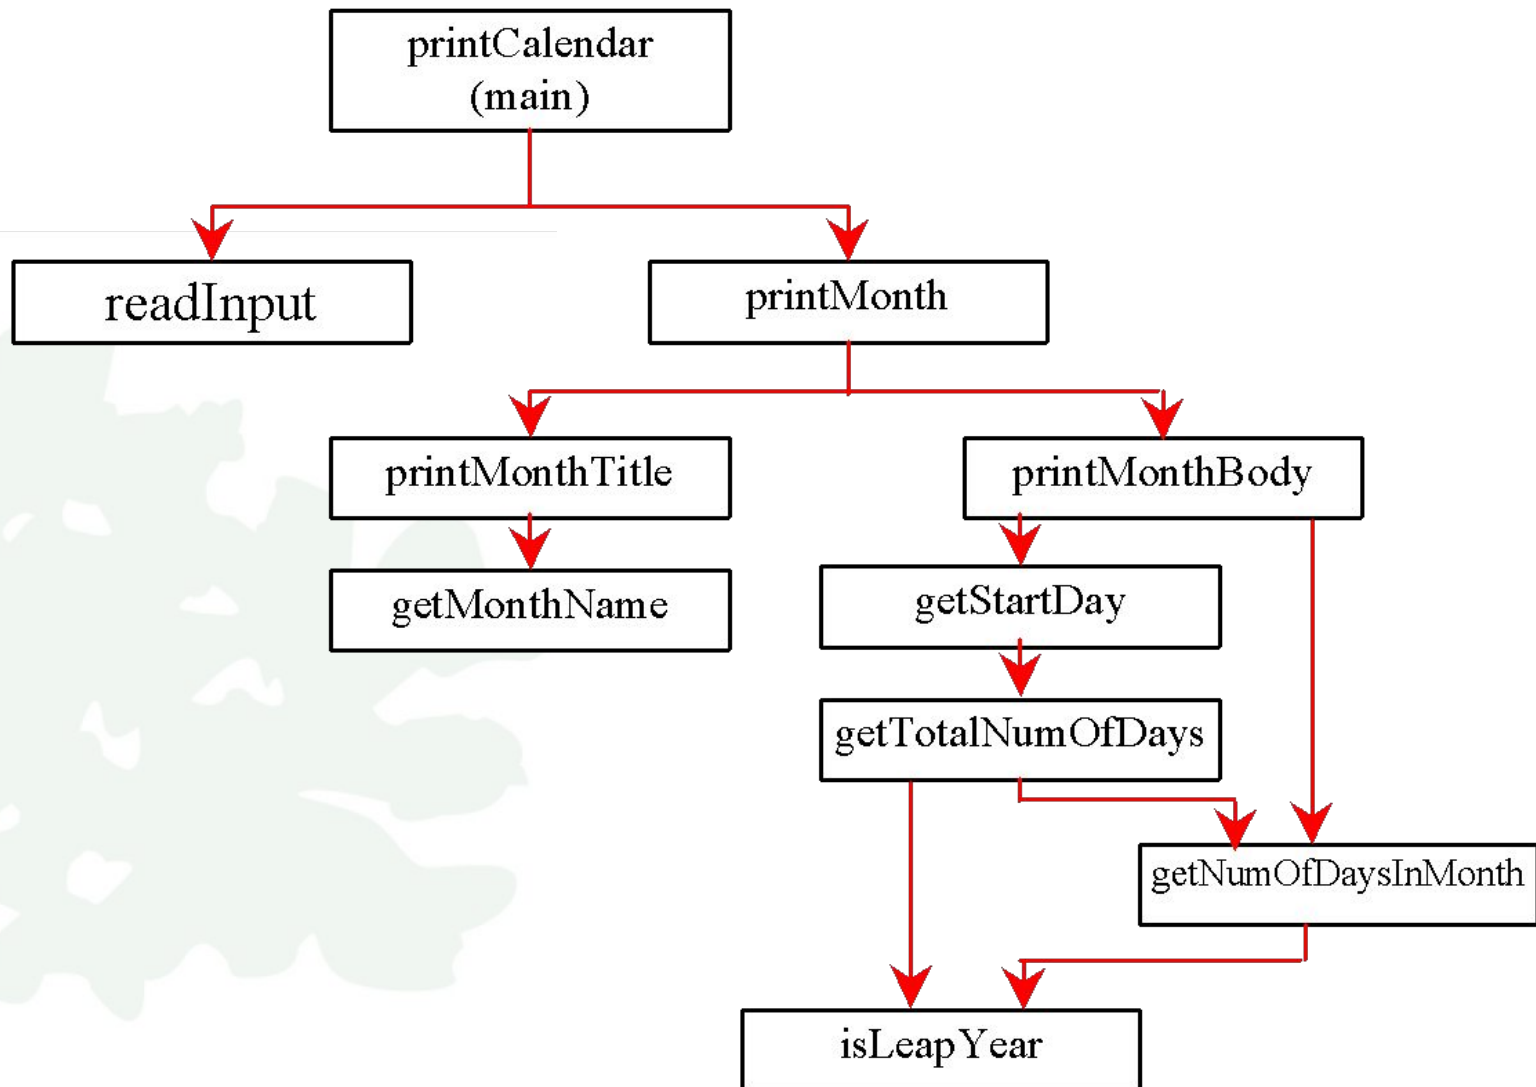 printCalendar
(main)
readInput
printMonth
printMonthTitle
printMonthBody
getMonthName
getStartDay
getTotalNumOfDays
getNumOfDaysInMonth
isLeapYear